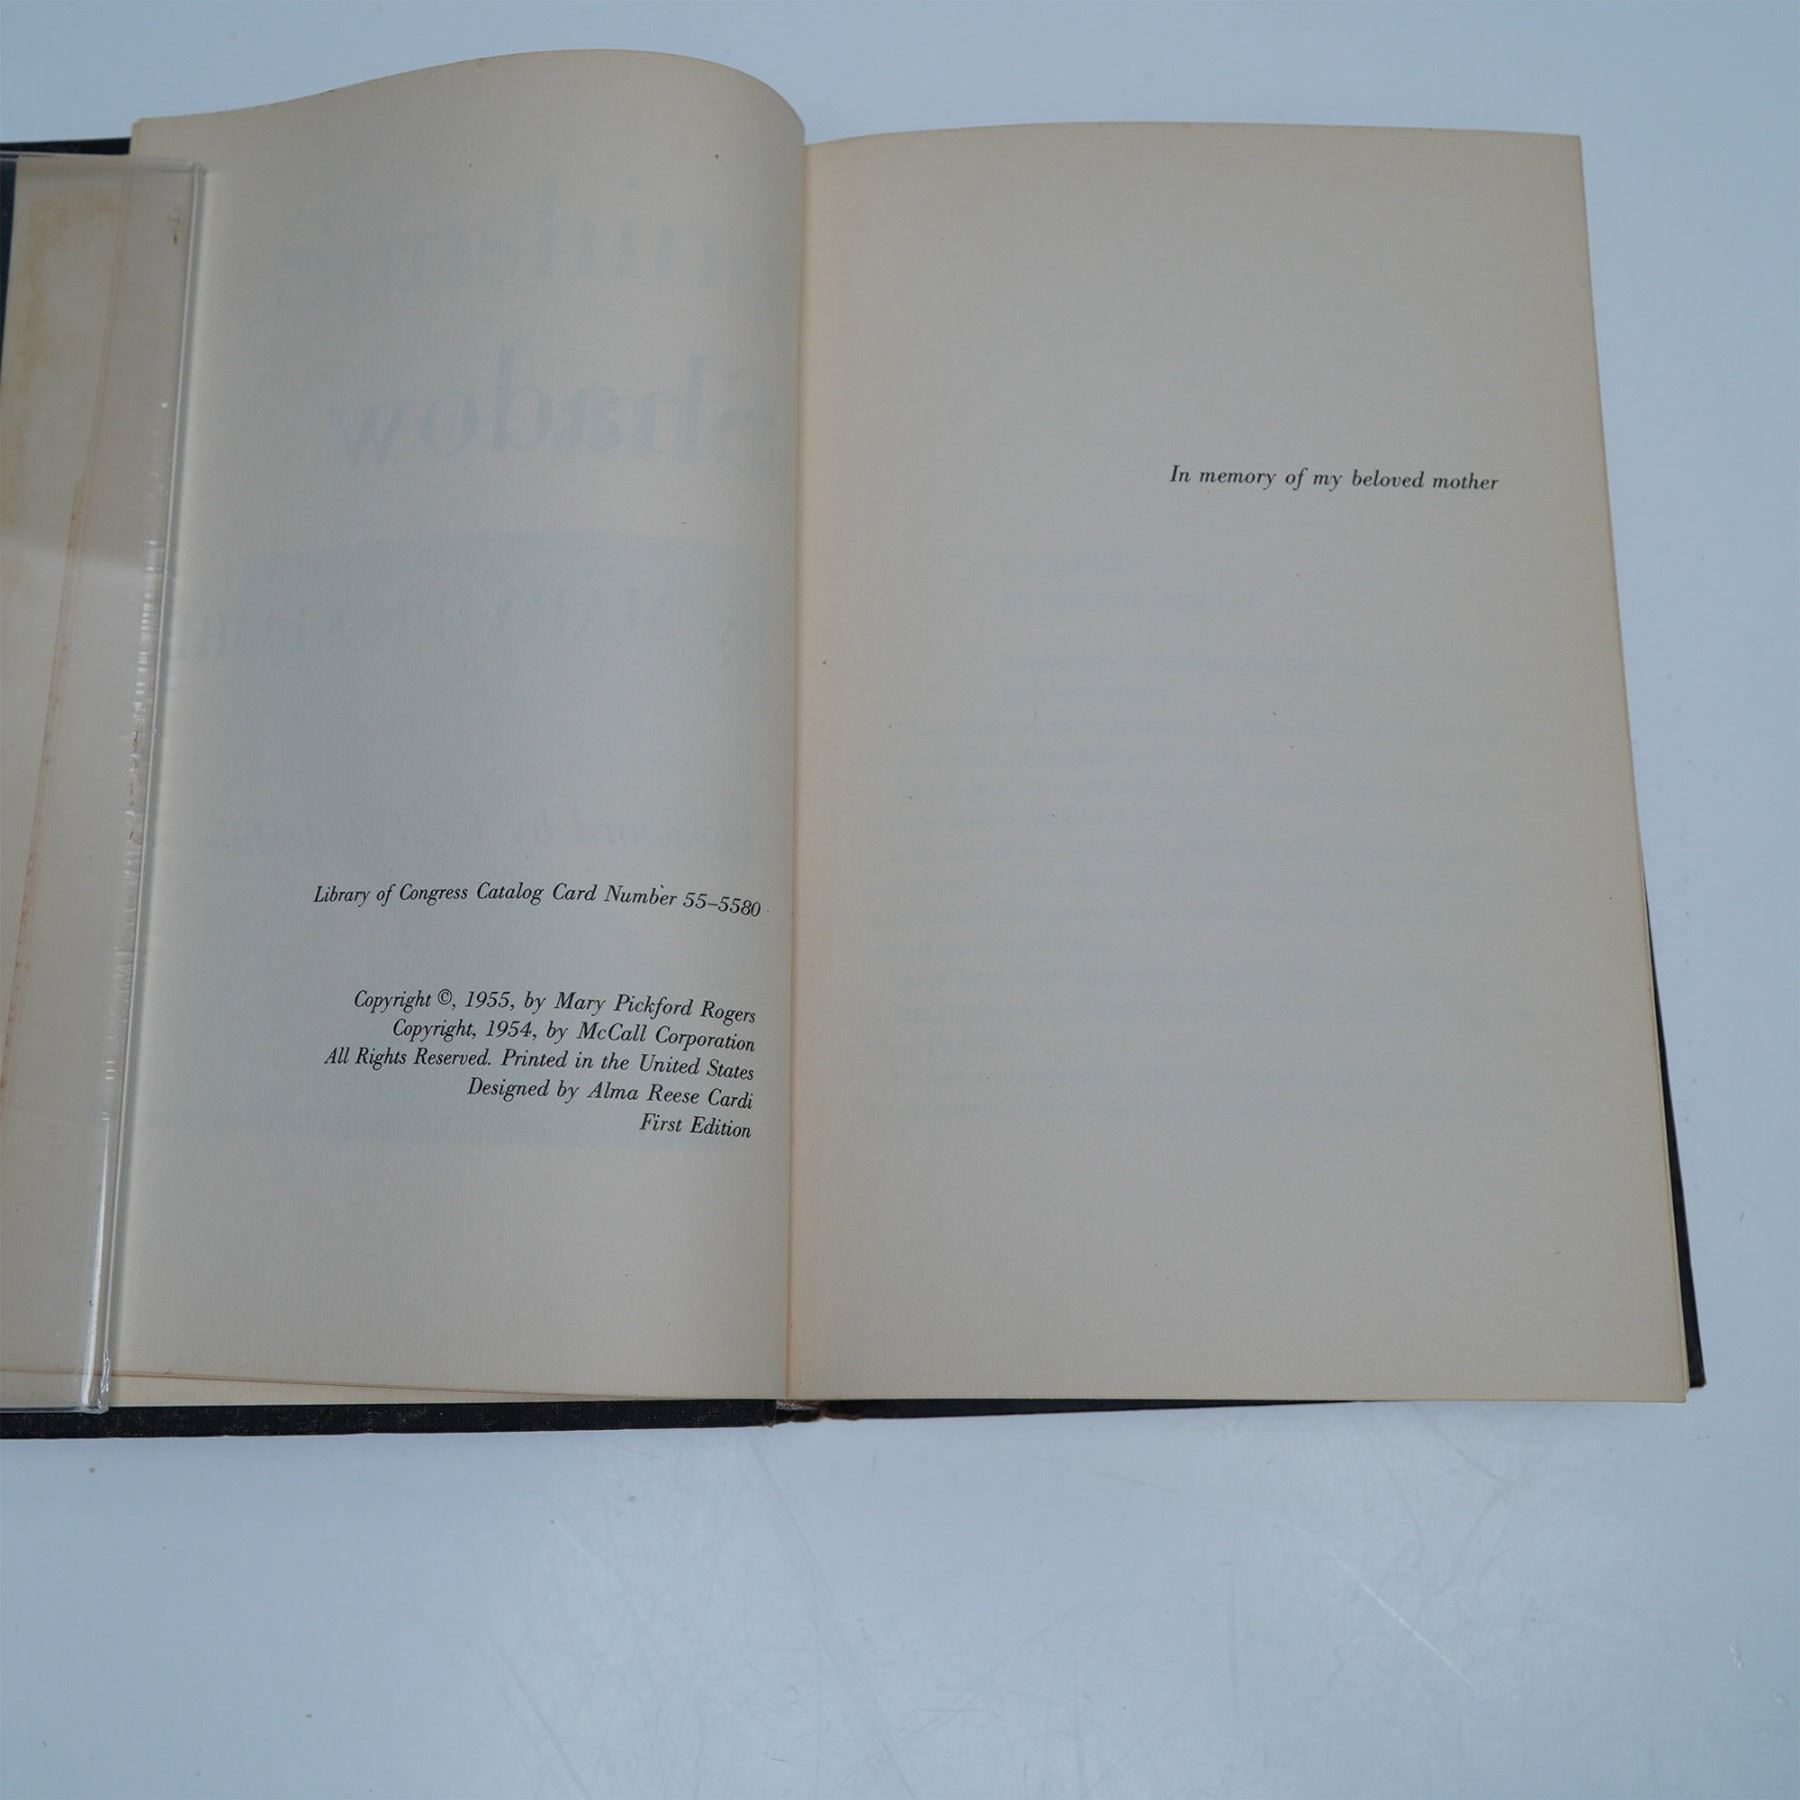 Library of Congress Catalog Card Number 55–5580
Copyright ©, 1955, by Mary Pickford Rogers
Copyright, 1954, by McCall Corporation
All Rights Reserved. Printed in the United States
Designed by Alma Reese Cardi
First Edition
In memory of my beloved mother